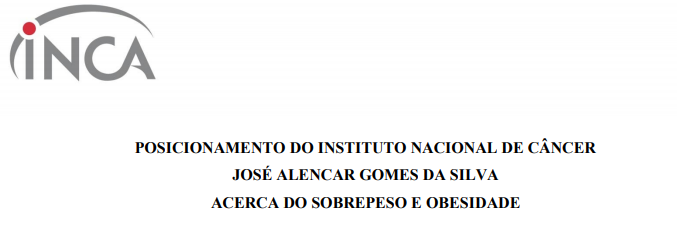 INCA
POSICIONAMENTO DO INSTITUTO NACIONAL DE CÂNCER
JOSÉ ALENCAR GOMES DA SILVA
ACERCA DO SOBREPESO E OBESIDADE